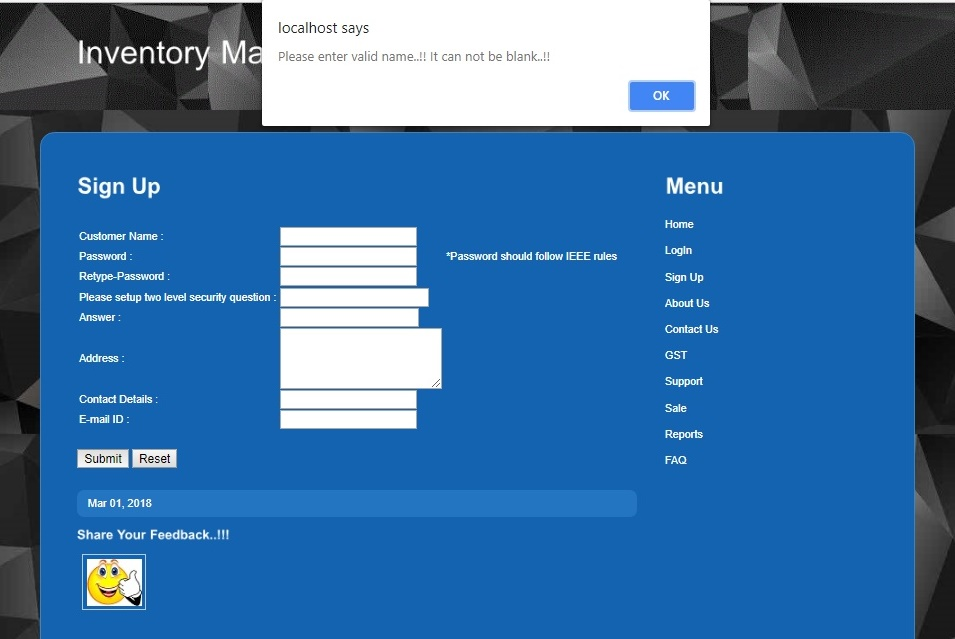 localhost says
Please enter valid name..!! It can not be blank..!!
OK
Inventory
Sign Up
Customer Name :
Password :
*Password should follow IEEE rules
Retype-Password :
Please setup two level security question :
Answer :
Address :
Contact Details :
E-mail ID :
Submit
Reset
Mar 01, 2018
Share Your Feedback..!!!
Menu
Home
LogIn
Sign Up
About Us
Contact Us
GST
Support
Sale
Reports
FAQ